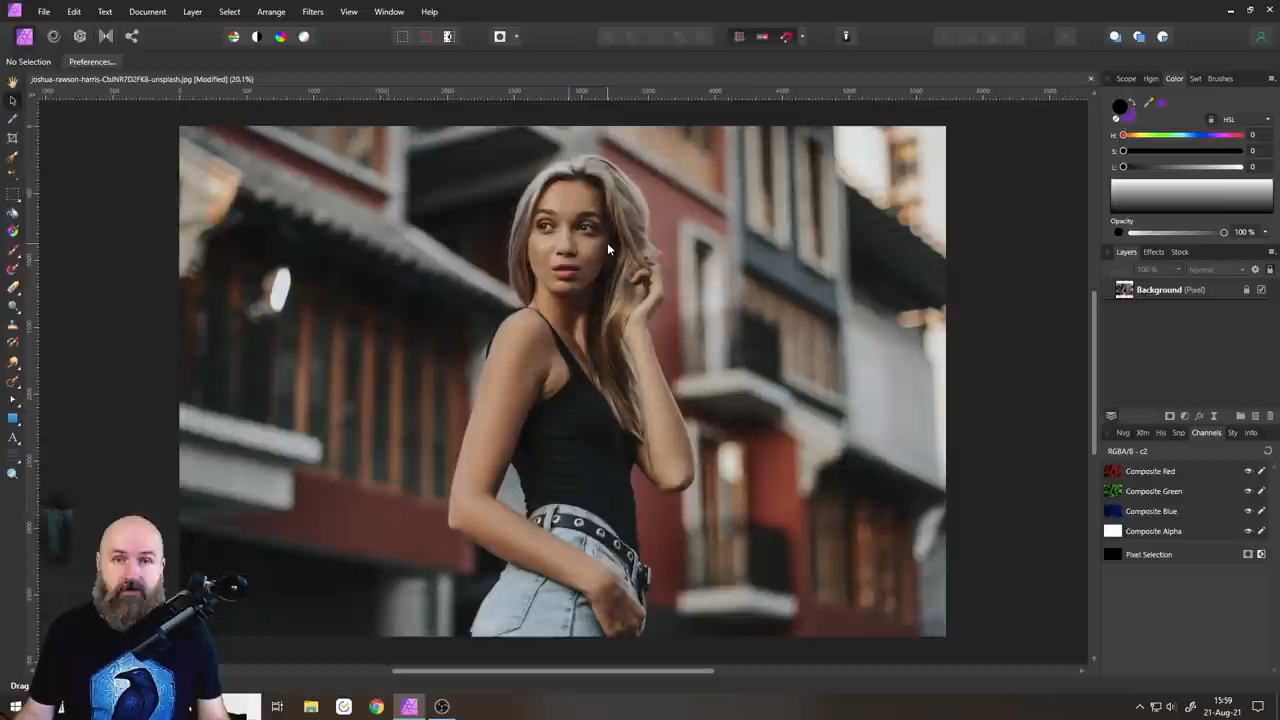 File Edit Text Document Layer Select Arrange Filters View Window Help
No Selection Preferences...
joshua-rawson-harris-CbJNR7D2FK8-unsplash.jpg [Modified] (20.1%)
Scope Hgm Color Swt Brushes
HSL
H: 0
S: 0
L: 0
Opacity
100 %
Layers Effects Stock
100 % Normal
Background (Pixel)
Nvg Xfm His Snp Channels Sty Info
RGBA/8 - c2
Composite Red
Composite Green
Composite Blue
Composite Alpha
Pixel Selection
Drag
15:59
21-Aug-21